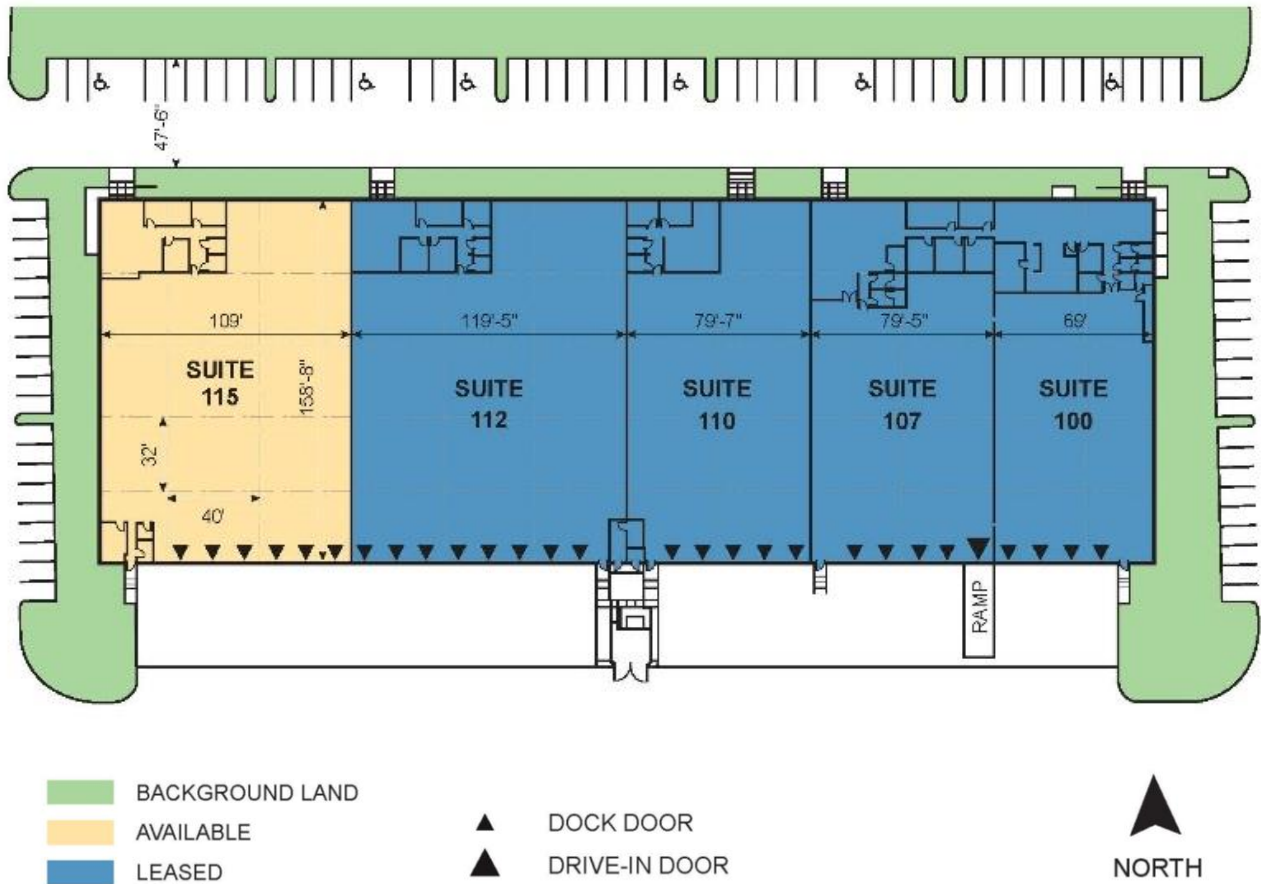 47'-6"
109'
119'-5"
79'-7"
79'-5"
69'
SUITE
115
158'-8"
SUITE
112
SUITE
110
SUITE
107
SUITE
100
32'
40'
RAMP
BACKGROUND LAND
AVAILABLE
LEASED
DOCK DOOR
DRIVE-IN DOOR
NORTH